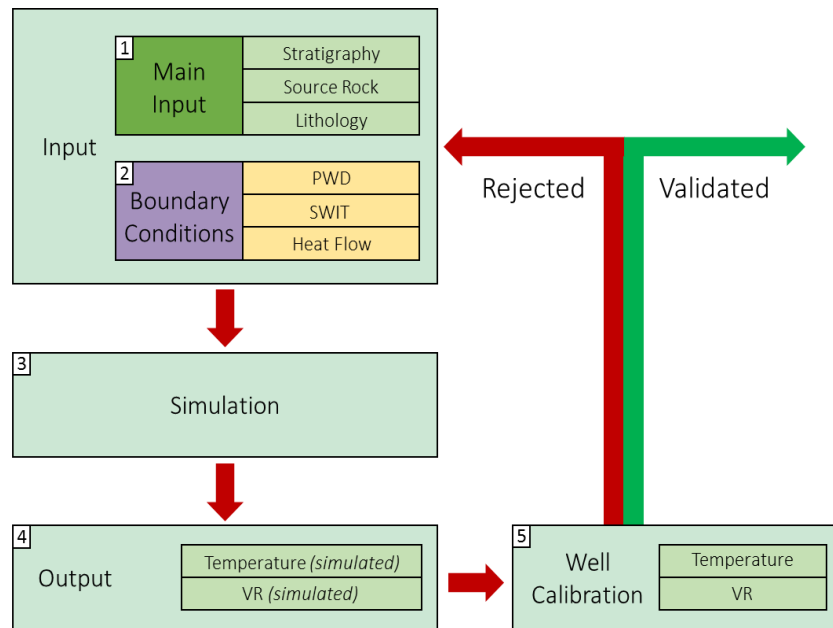 Input
1
Main
Input
Stratigraphy
Source Rock
Lithology
2
Boundary
Conditions
PWD
SWIT
Heat Flow
Rejected
Validated
3
Simulation
4
Output
Temperature (simulated)
VR (simulated)
5
Well
Calibration
Temperature
VR